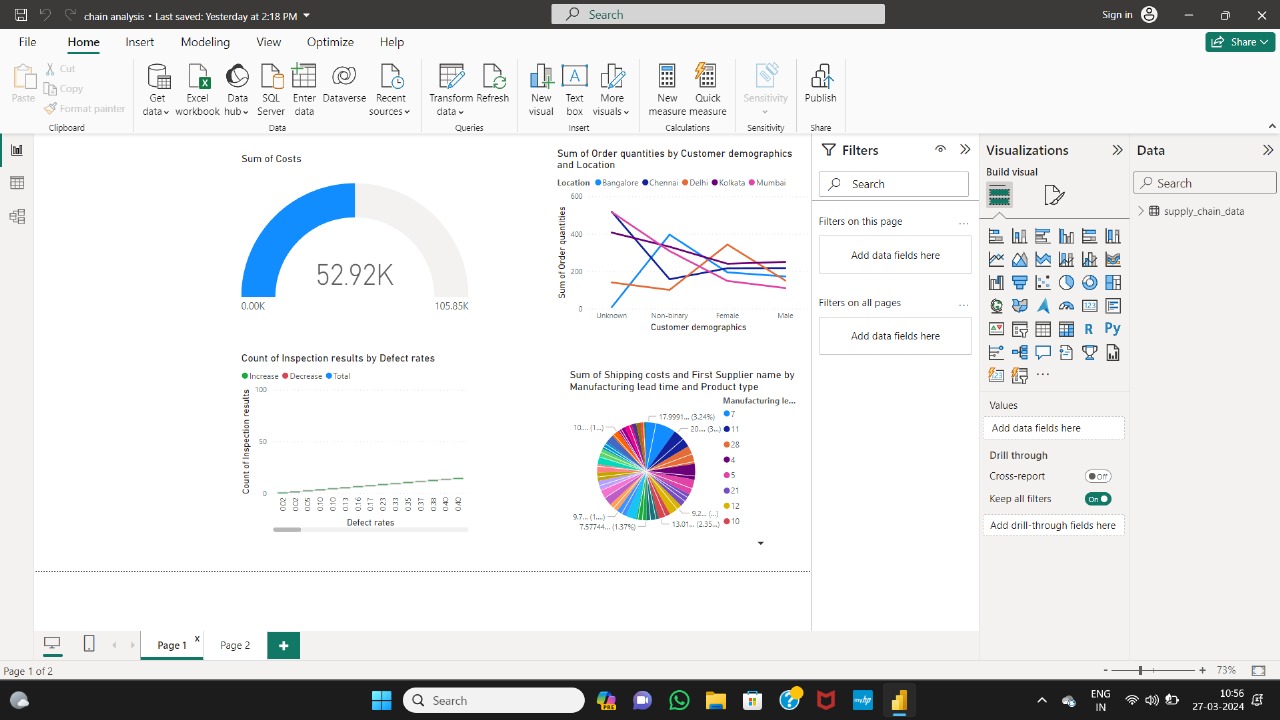 chain analysis • Last saved: Yesterday at 2:18 PM
Search
Sign in
File Home Insert Modeling View Optimize Help
Share
Paste
Cut
Copy
Format painter
Clipboard
Get data
Excel workbook
Data hub
SQL Server
Enter data
Dataverse
Recent sources
Data
Transform data
Refresh
Queries
New visual
Text box
More visuals
Insert
New measure
Quick measure
Calculations
Sensitivity
Sensitivity
Publish
Share
Sum of Costs
52.92K
0.00K
105.85K
Sum of Order quantities by Customer demographics
and Location
Location Bangalore Chennai Delhi Kolkata Mumbai
Sum of Order quantities
600
400
200
0
Unknown Non-binary Female Male
Customer demographics
Count of Inspection results by Defect rates
Increase Decrease Total
Count of Inspection results
100
50
0
0.02 0.02 0.05 0.10 0.10 0.13 0.16 0.17 0.23 0.33 0.35 0.37 0.38 0.40 0.40
Defect rates
Sum of Shipping costs and First Supplier name by
Manufacturing lead time and Product type
Manufacturing le...
17.9991... (3.24%)
20.... (3...)
10.... (1...)
9.7... (1....)
7.57744... (1.37%)
9.2... (...)
13.01... (2.35...)
7
11
28
4
5
21
12
10
Filters
Search
Filters on this page
...
Add data fields here
Filters on all pages
...
Add data fields here
Visualizations
Build visual
123
R
Py
123
...
Values
Add data fields here
Drill through
Cross-report
Off
Keep all filters
On
Add drill-through fields here
Data
Search
supply_chain_data
Page 1
x
Page 2
+
Page 1 of 2
- + 73%
Search
PRE
myhp
ENG
IN
10:56
27-03-2024